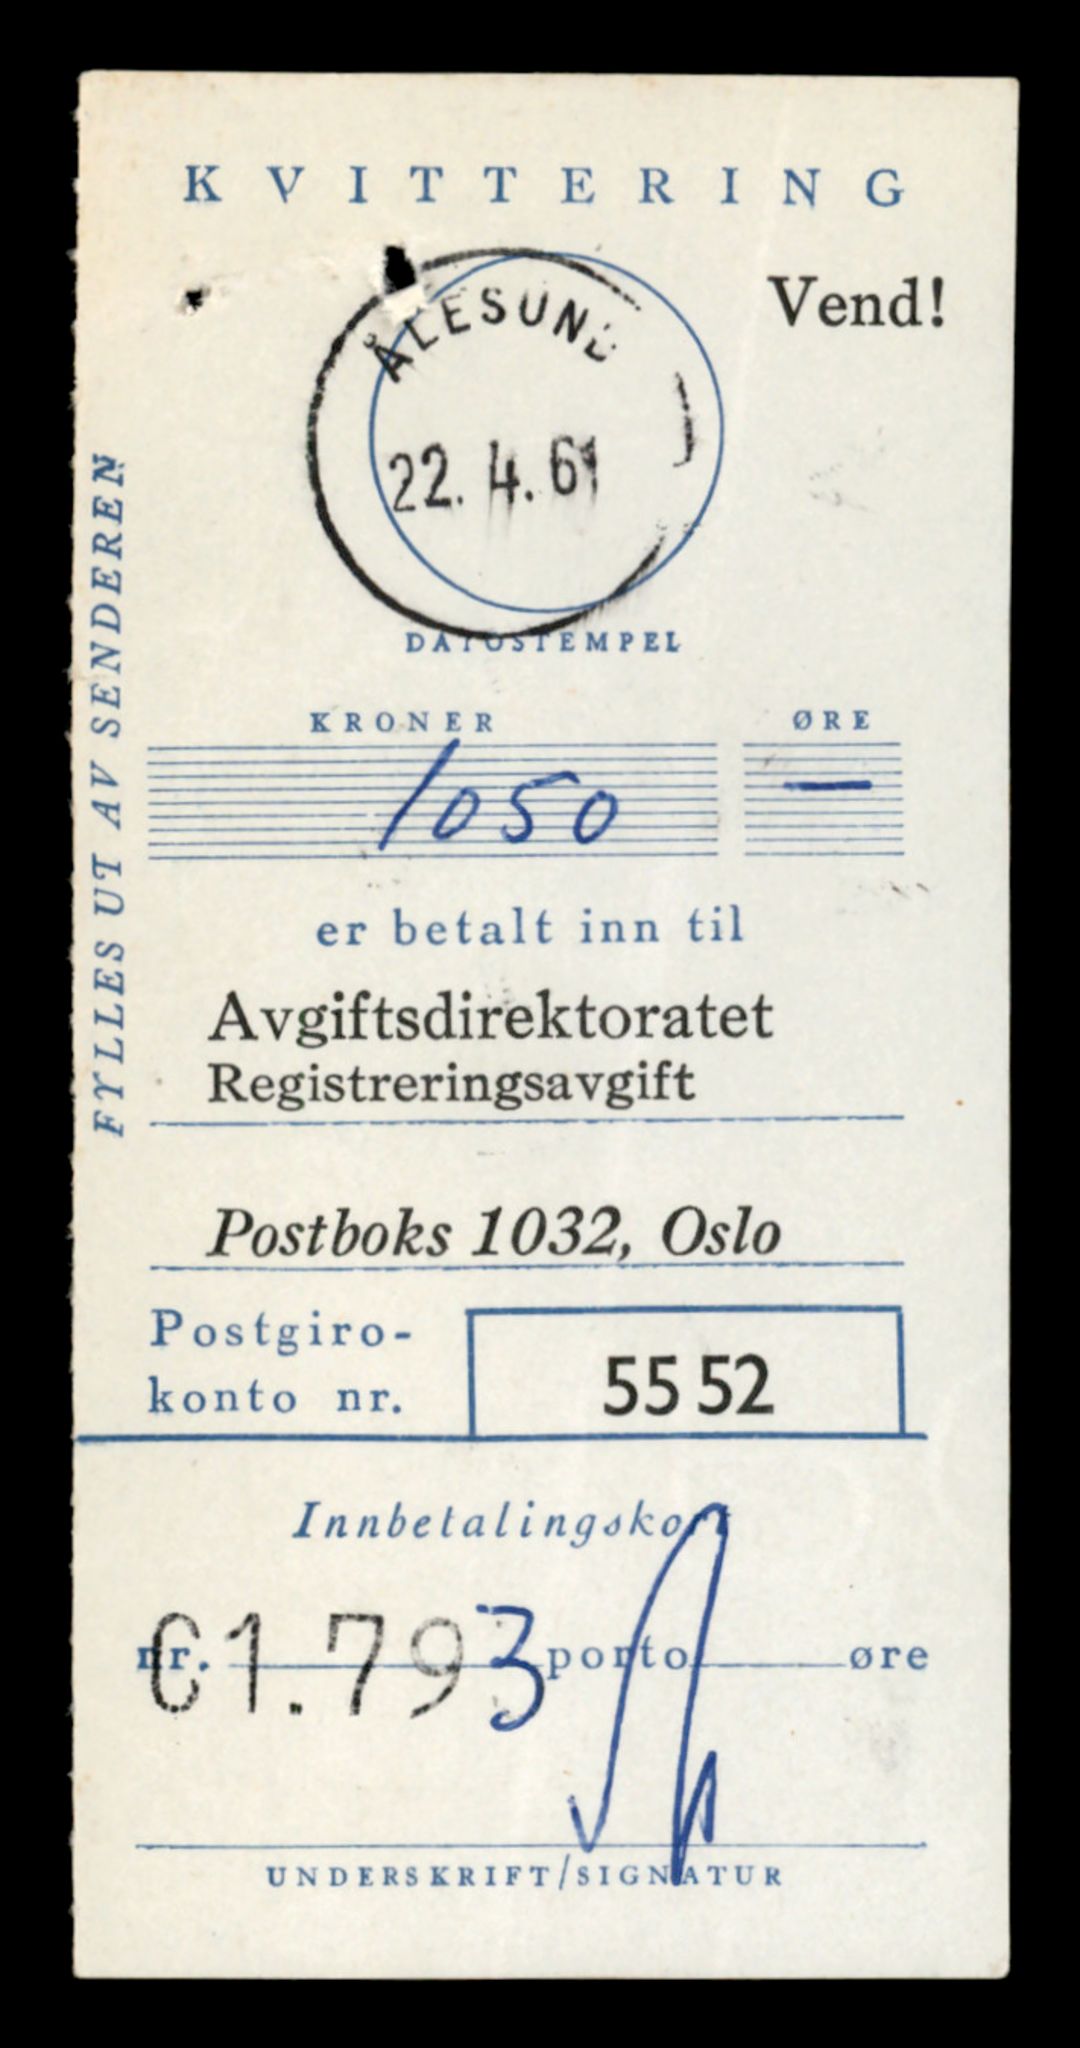 KVITTERING
Vend!
ÅLESUND
22. 4. 61
DATOSTEMPEL
FYLLES UT AV SENDEREN
KRONER ØRE
1050 —
er betalt inn til
Avgiftsdirektoratet
Registreringsavgift
Postboks 1032, Oslo
Postgiro-
konto nr. 55 52
Innbetalingskort
nr. 61.793 porto øre
UNDERSKRIFT/SIGNATUR